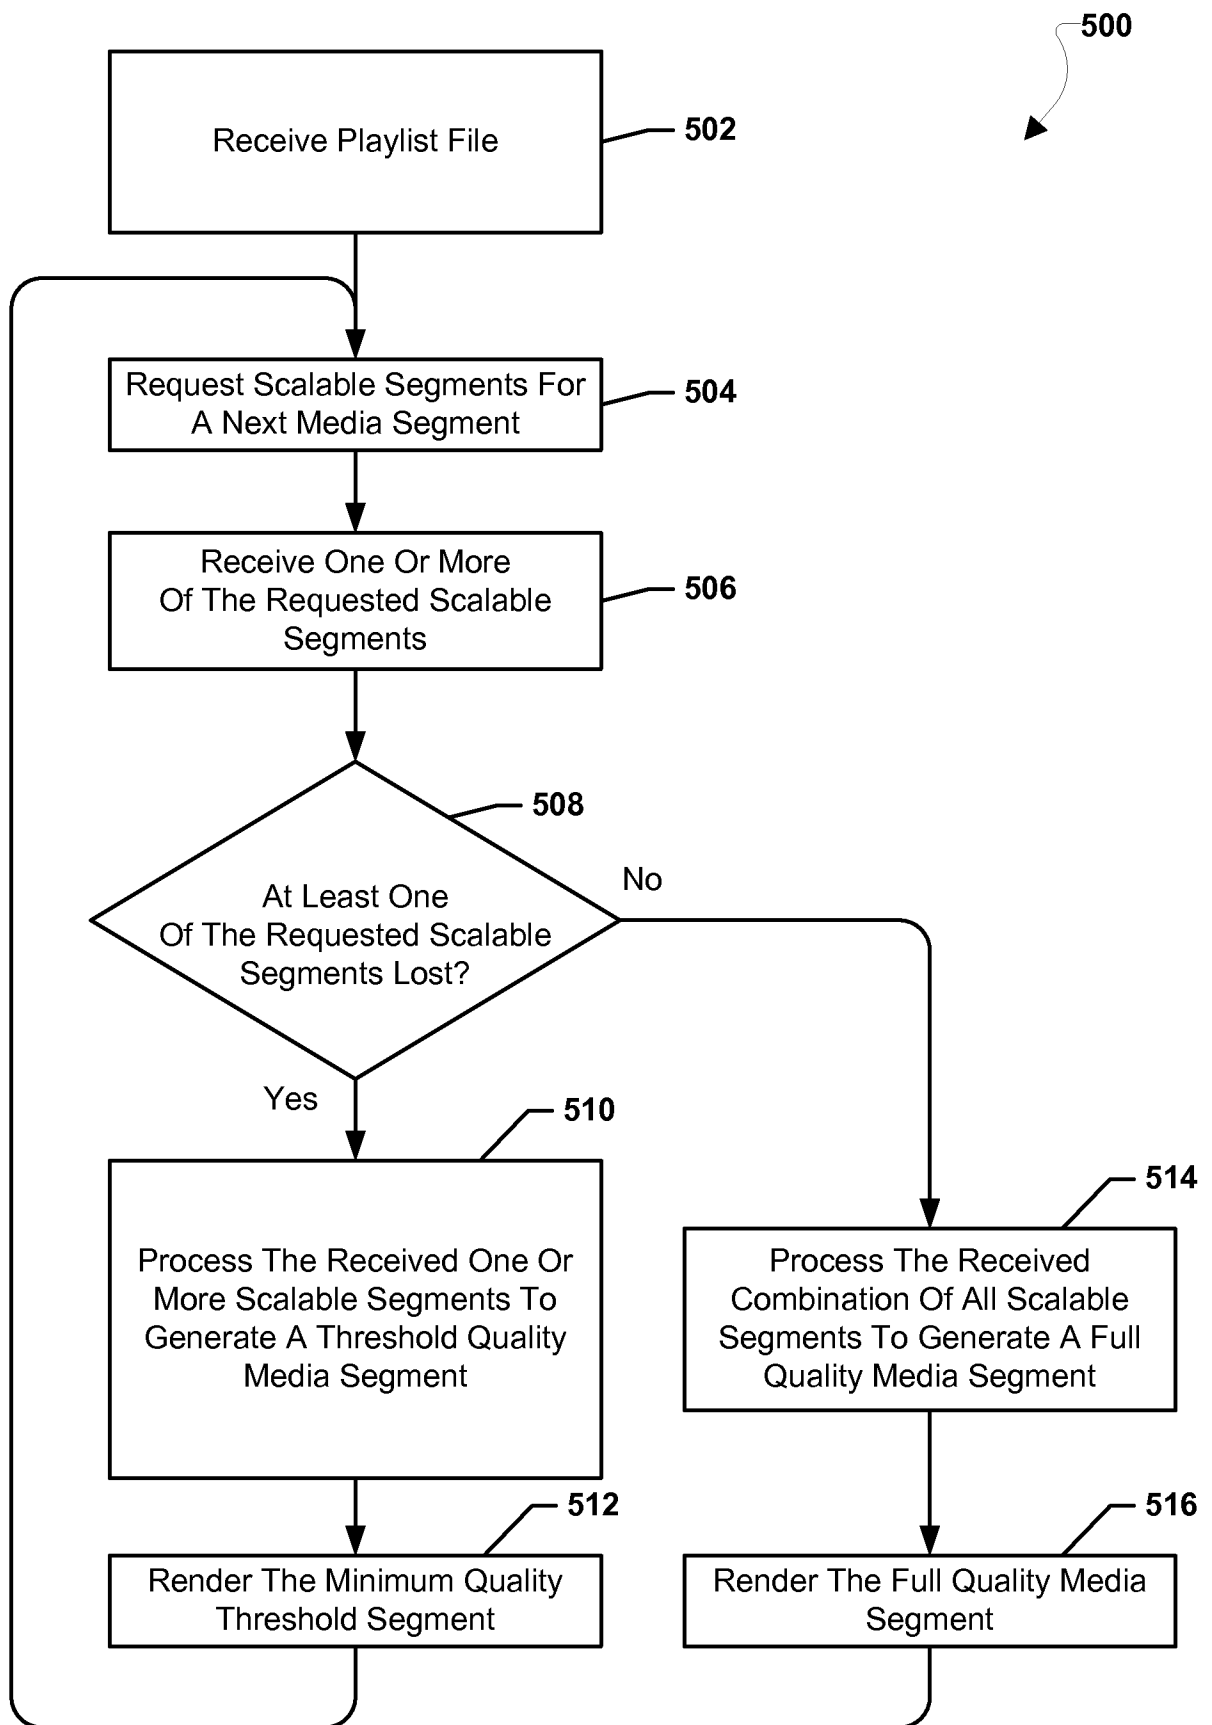 500
Receive Playlist File
502
Request Scalable Segments For
A Next Media Segment
504
Receive One Or More
Of The Requested Scalable
Segments
506
508
At Least One
Of The Requested Scalable
Segments Lost?
No
Yes
510
Process The Received One Or
More Scalable Segments To
Generate A Threshold Quality
Media Segment
514
Process The Received
Combination Of All Scalable
Segments To Generate A Full
Quality Media Segment
512
Render The Minimum Quality
Threshold Segment
516
Render The Full Quality Media
Segment